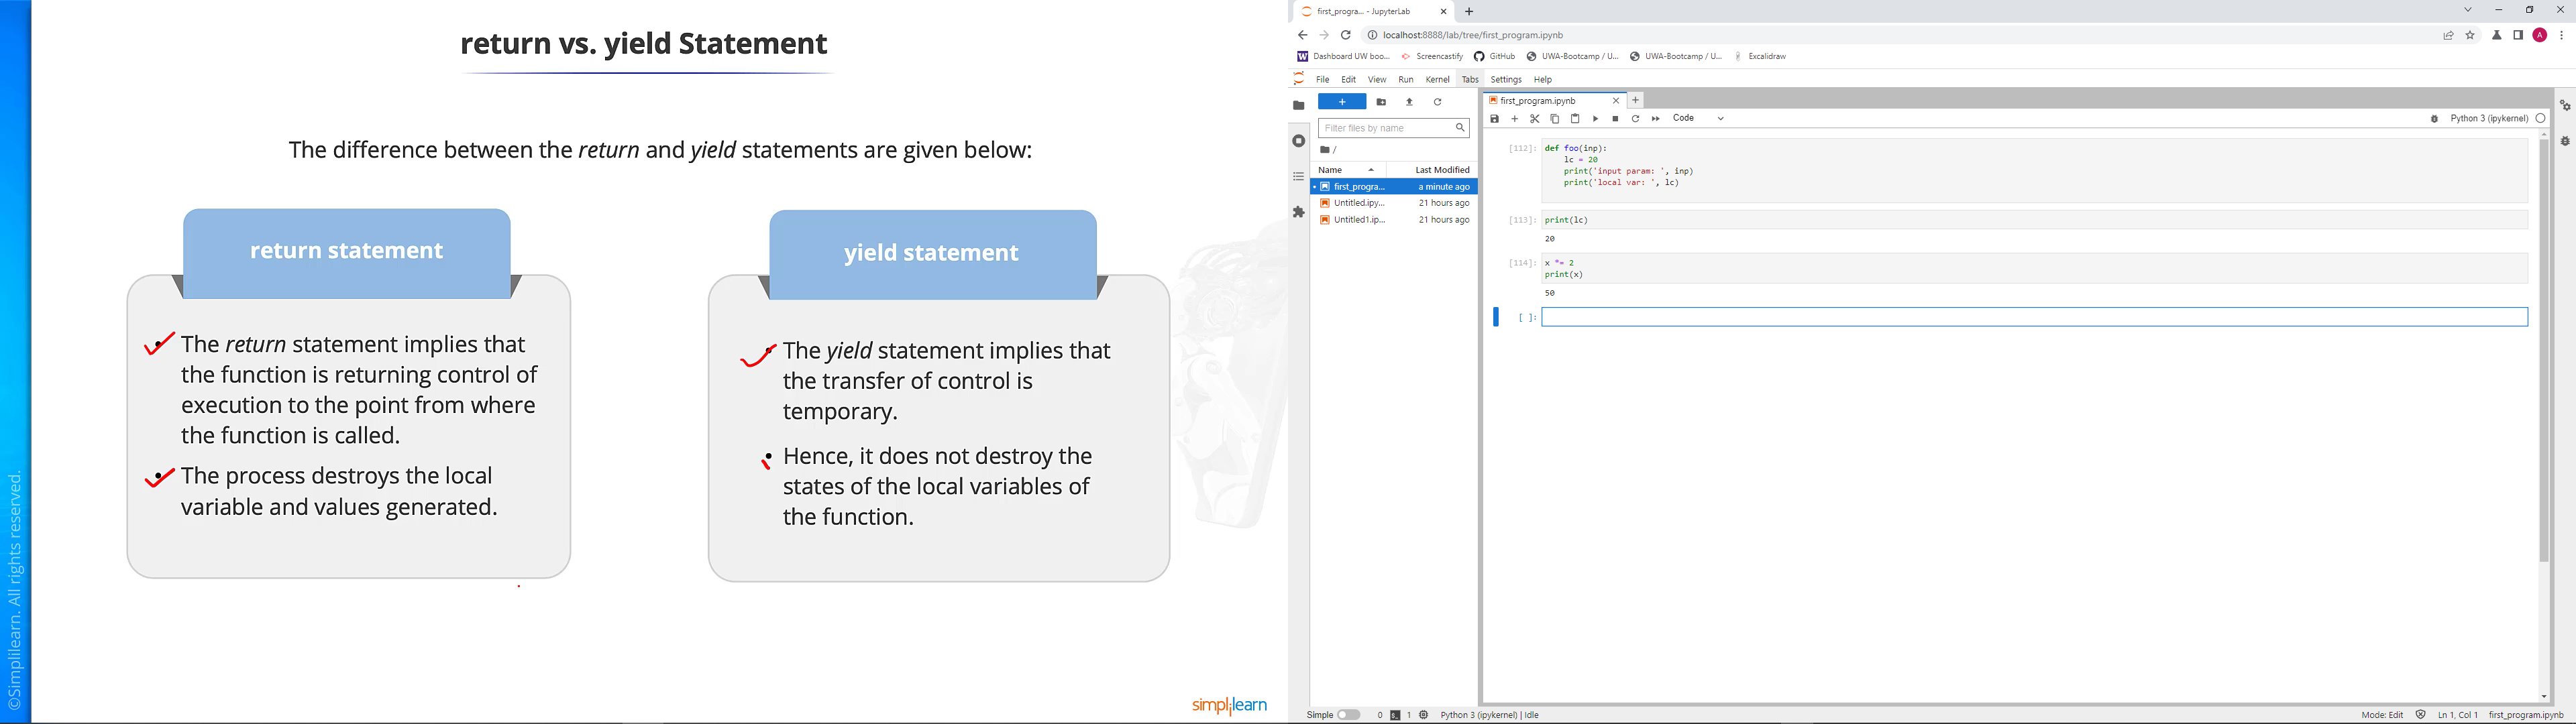 return vs. yield Statement
The difference between the return and yield statements are given below:
return statement
The return statement implies that
the function is returning control of
execution to the point from where
the function is called.
The process destroys the local
variable and values generated.
yield statement
The yield statement implies that
the transfer of control is
temporary.
Hence, it does not destroy the
states of the local variables of
the function.
©Simplilearn. All rights reserved.
simplilearn
first_progra... - JupyterLab
localhost:8888/lab/tree/first_program.ipynb
A
Dashboard UW boo... Screencastify GitHub UWA-Bootcamp / U... UWA-Bootcamp / U... Excalidraw
File Edit View Run Kernel Tabs Settings Help
Filter files by name
/
Name Last Modified
first_progra... a minute ago
Untitled.ipy... 21 hours ago
Untitled1.ip... 21 hours ago
first_program.ipynb
Code
Python 3 (ipykernel)
[112]: def foo(inp):
lc = 20
print('input param: ', inp)
print('local var: ', lc)
[113]: print(lc)
20
[114]: x *= 2
print(x)
50
[ ]:
Simple 0 1 Python 3 (ipykernel) | Idle
Mode: Edit Ln 1, Col 1 first_program.ipynb